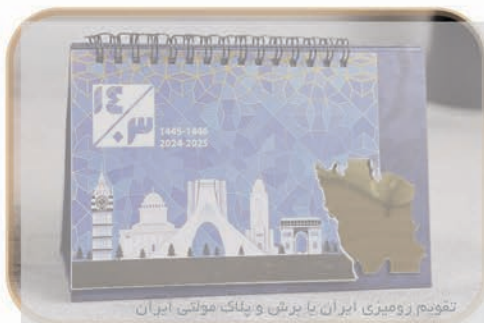 ۱۴۰۳
1445-1446
2024-2025
تقویم رومیزی ایران با برش و پلاک مولتی ایران